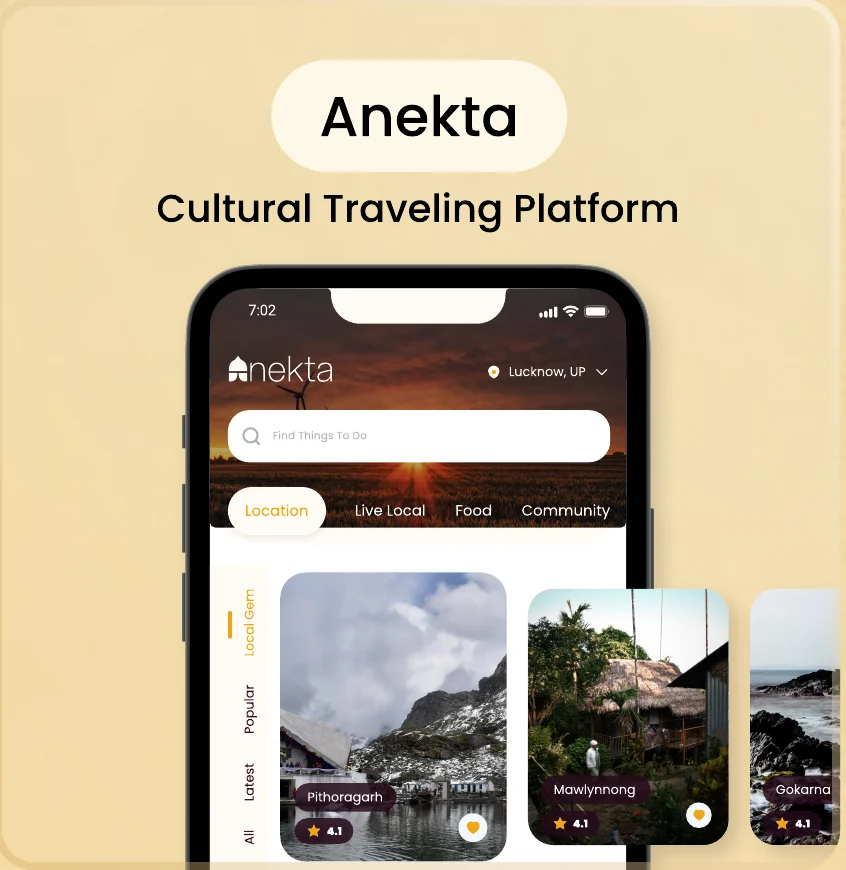 Anekta
Cultural Traveling Platform
7:02
Anekta
Lucknow, UP
Find Things To Do
Location
Live Local
Food
Community
Local Gem
Popular
Latest
All
Pithoragarh
4.1
Mawlynnong
4.1
Gokarna
4.1